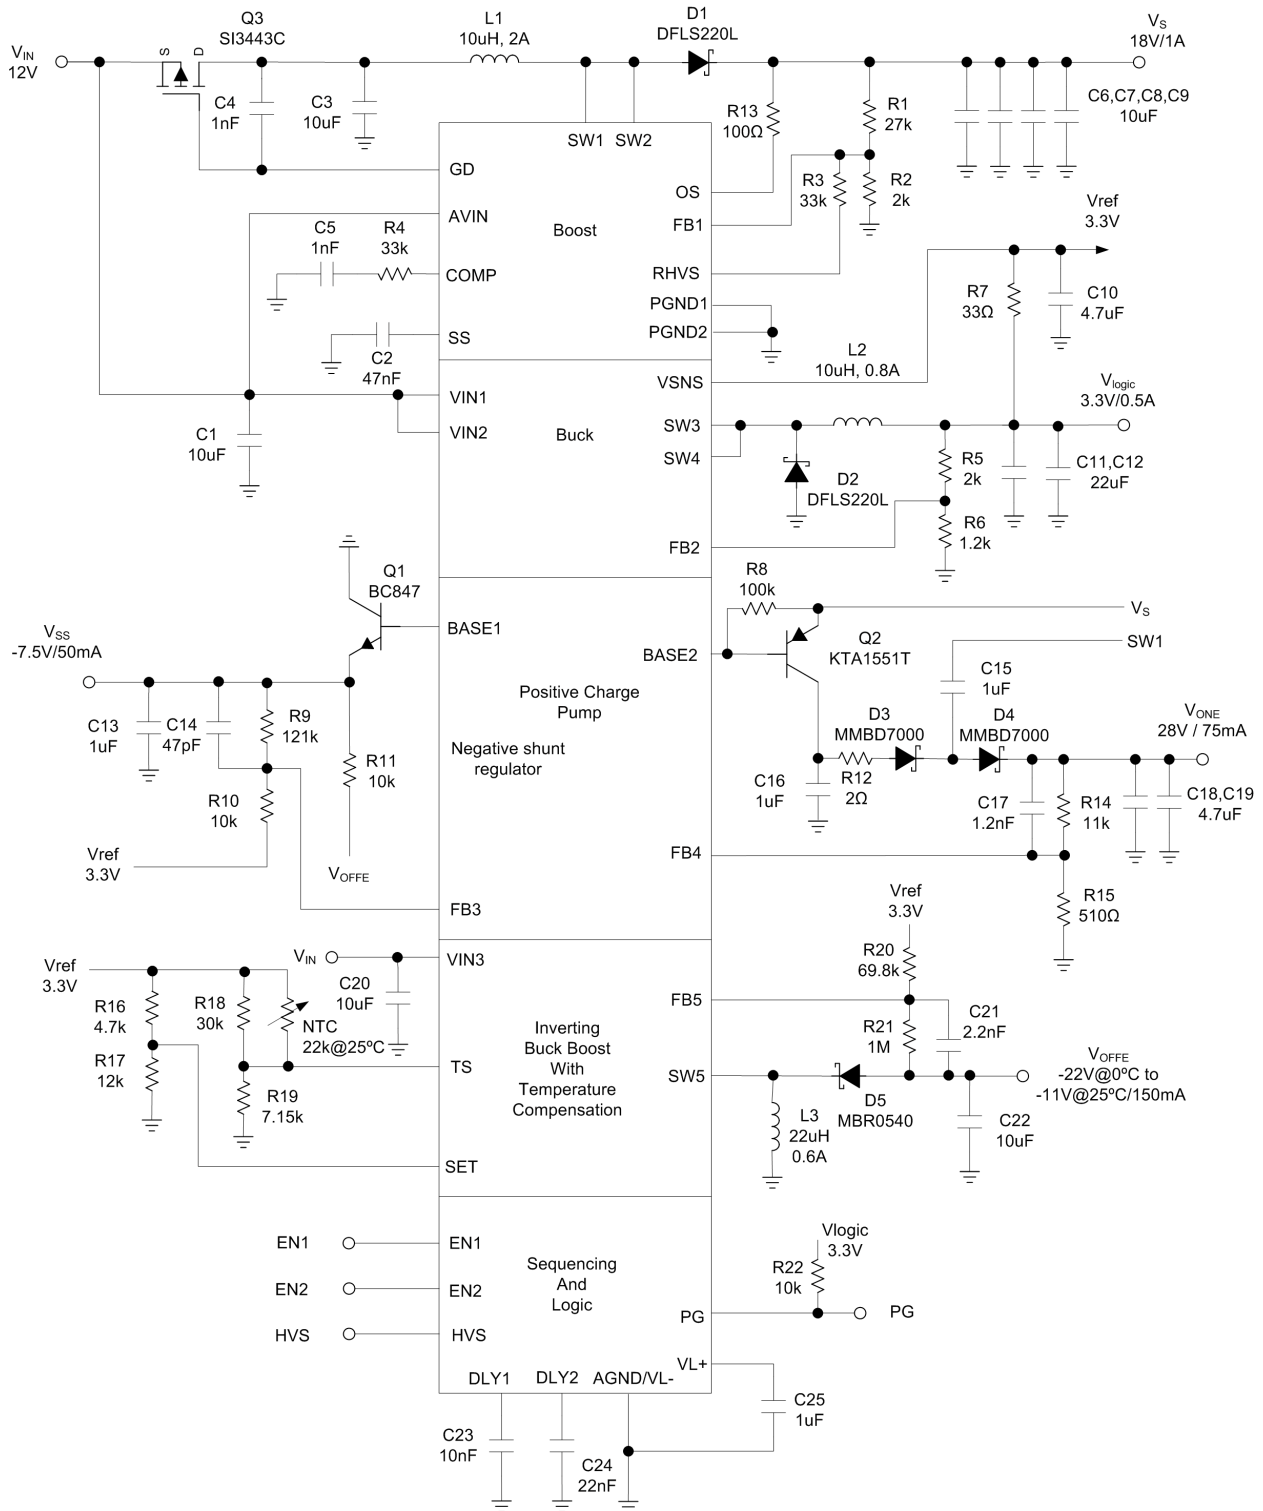 Q3
SI3443C
L1
10uH, 2A
D1
DFLS220L
VS
18V/1A
VIN
12V
S
D
C4
1nF
C3
10uF
R13
100Ω
R1
27k
C6,C7,C8,C9
10uF
SW1
SW2
GD
OS
R3
33k
R2
2k
Vref
3.3V
AVIN
FB1
C5
1nF
R4
33k
Boost
COMP
RHVS
PGND1
R7
33Ω
C10
4.7uF
SS
PGND2
C2
47nF
L2
10uH, 0.8A
VSNS
Vlogic
3.3V/0.5A
VIN1
SW3
VIN2
Buck
SW4
C1
10uF
D2
DFLS220L
R5
2k
C11,C12
22uF
R6
1.2k
FB2
Q1
BC847
R8
100k
VS
BASE1
BASE2
Q2
KTA1551T
SW1
VSS
-7.5V/50mA
C15
1uF
Positive Charge
Pump
C13
1uF
C14
47pF
R9
121k
D3
MMBD7000
D4
MMBD7000
VONE
28V / 75mA
Negative shunt
regulator
R11
10k
C16
1uF
R12
2Ω
R10
10k
C17
1.2nF
R14
11k
C18,C19
4.7uF
Vref
3.3V
VOFFE
FB4
Vref
3.3V
R15
510Ω
FB3
VIN
VIN3
R20
69.8k
Vref
3.3V
C20
10uF
FB5
R16
4.7k
R18
30k
NTC
22k@25ºC
Inverting
Buck Boost
With
Temperature
Compensation
R21
1M
C21
2.2nF
R17
12k
TS
SW5
VOFFE
-22V@0ºC to
-11V@25ºC/150mA
R19
7.15k
D5
MBR0540
L3
22uH
0.6A
C22
10uF
SET
EN1
EN1
Vlogic
3.3V
EN2
EN2
Sequencing
And
Logic
R22
10k
PG
PG
HVS
HVS
VL+
DLY1
DLY2
AGND/VL-
C25
1uF
C23
10nF
C24
22nF